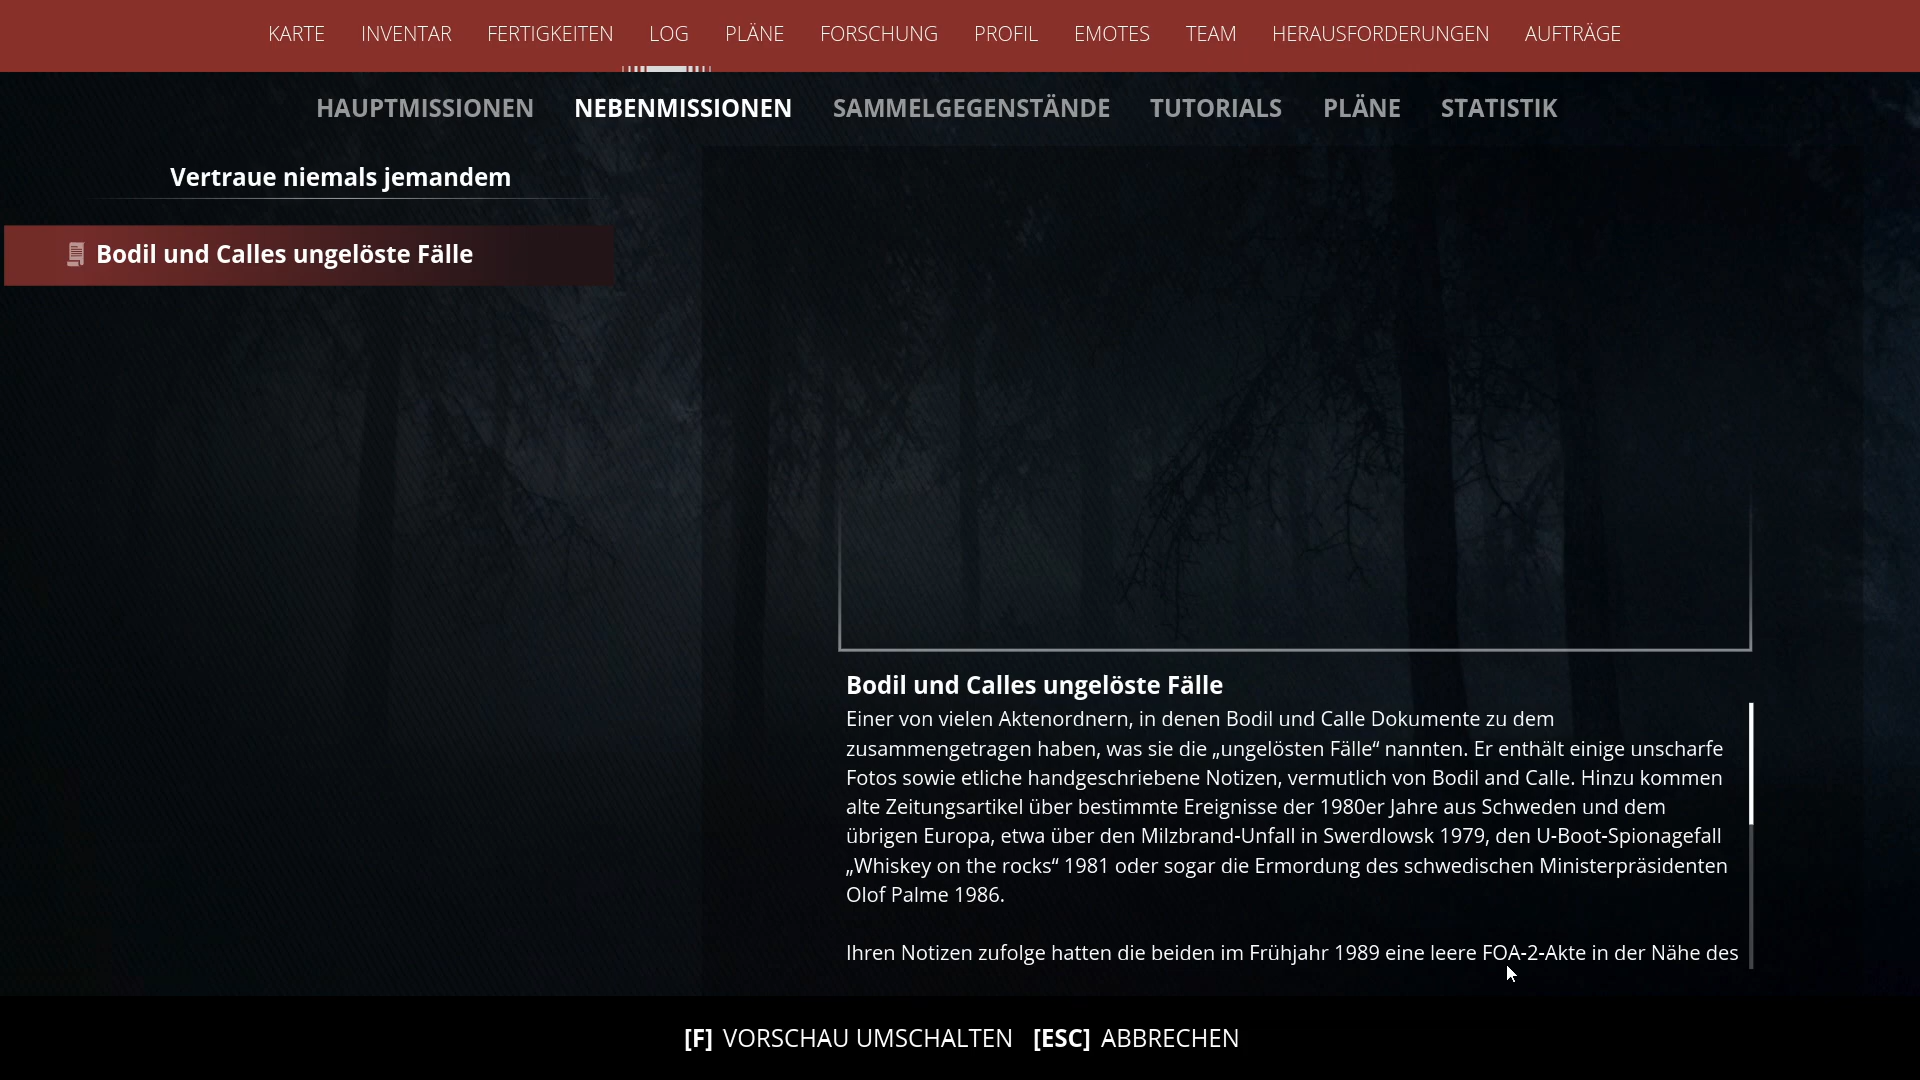 KARTE INVENTAR FERTIGKEITEN LOG PLÄNE FORSCHUNG PROFIL EMOTES TEAM HERAUSFORDERUNGEN AUFTRÄGE
HAUPTMISSIONEN NEBENMISSIONEN SAMMELGEGENSTÄNDE TUTORIALS PLÄNE STATISTIK
Vertraue niemals jemandem
Bodil und Calles ungelöste Fälle
Bodil und Calles ungelöste Fälle
Einer von vielen Aktenordnern, in denen Bodil und Calle Dokumente zu dem
zusammengetragen haben, was sie die „ungelösten Fälle“ nannten. Er enthält einige unscharfe
Fotos sowie etliche handgeschriebene Notizen, vermutlich von Bodil and Calle. Hinzu kommen
alte Zeitungsartikel über bestimmte Ereignisse der 1980er Jahre aus Schweden und dem
übrigen Europa, etwa über den Milzbrand-Unfall in Swerdlowsk 1979, den U-Boot-Spionagefall
„Whiskey on the rocks“ 1981 oder sogar die Ermordung des schwedischen Ministerpräsidenten
Olof Palme 1986.
Ihren Notizen zufolge hatten die beiden im Frühjahr 1989 eine leere FOA-2-Akte in der Nähe des
[F] VORSCHAU UMSCHALTEN [ESC] ABBRECHEN